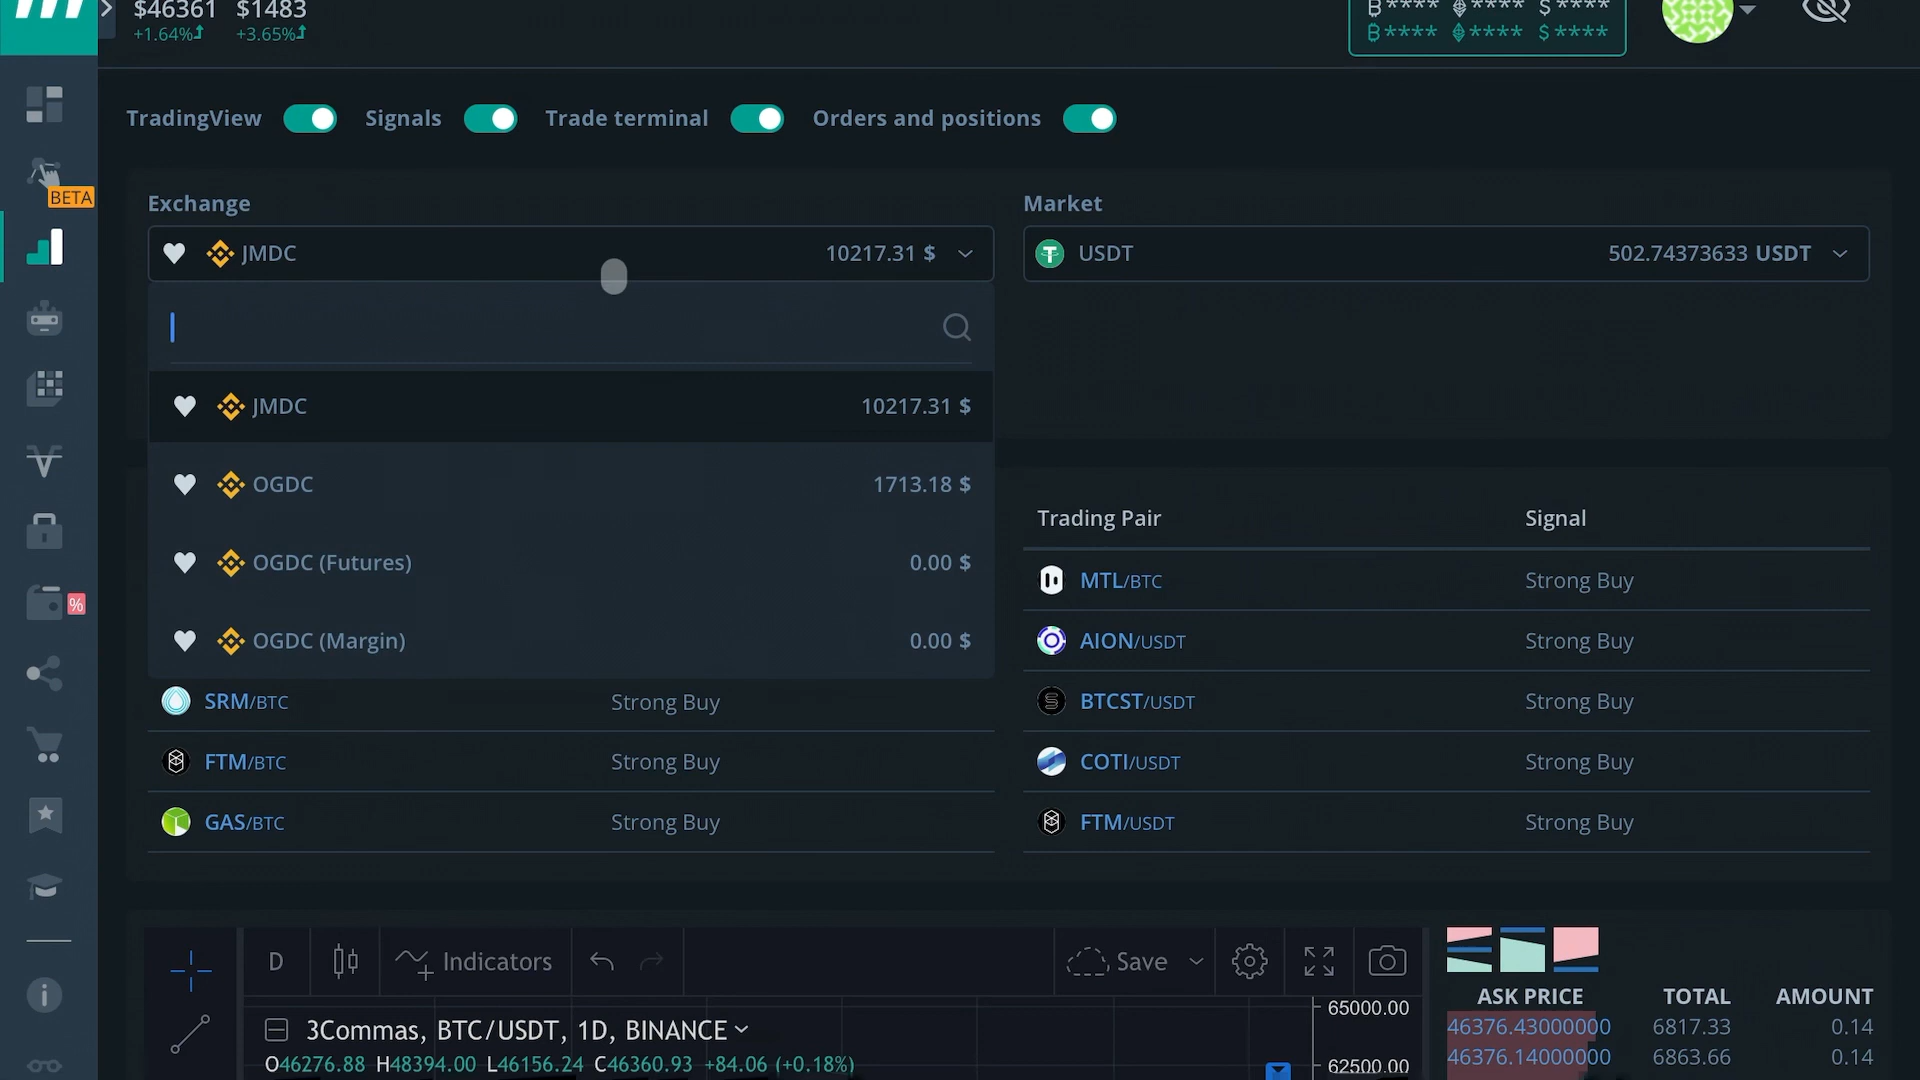 $46361 $1483
+1.64% +3.65%
฿**** **** $****
฿**** **** $****
BETA
%
TradingView Signals Trade terminal Orders and positions
Exchange
JMDC 10217.31 $
JMDC 10217.31 $
OGDC 1713.18 $
OGDC (Futures) 0.00 $
OGDC (Margin) 0.00 $
SRM/BTC Strong Buy
FTM/BTC Strong Buy
GAS/BTC Strong Buy
Market
USDT 502.74373633 USDT
Trading Pair Signal
MTL/BTC Strong Buy
AION/USDT Strong Buy
BTCST/USDT Strong Buy
COTI/USDT Strong Buy
FTM/USDT Strong Buy
D Indicators Save
3Commas, BTC/USDT, 1D, BINANCE
O46276.88 H48394.00 L46156.24 C46360.93 +84.06 (+0.18%)
65000.00
62500.00
ASK PRICE TOTAL AMOUNT
46376.43000000 6817.33 0.14
46376.14000000 6863.66 0.14